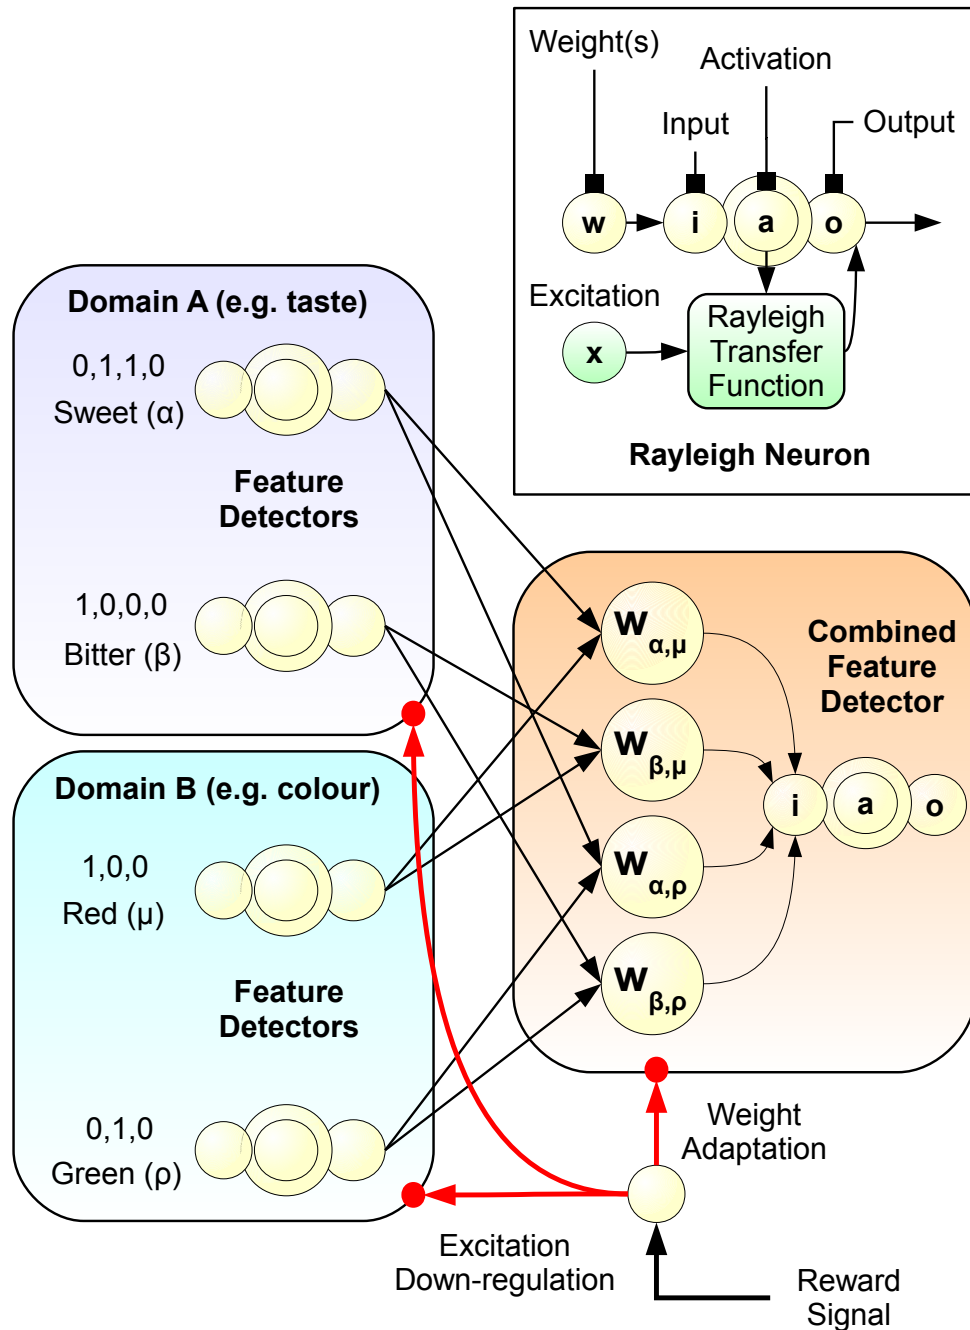 Weight(s)
Activation
Input
Output
w
i
a
o
Excitation
x
Rayleigh
Transfer
Function
Rayleigh Neuron
Domain A (e.g. taste)
0,1,1,0
Sweet (α)
Feature
Detectors
1,0,0,0
Bitter (β)
Domain B (e.g. colour)
1,0,0
Red (μ)
Feature
Detectors
0,1,0
Green (ρ)
w α,μ
w β,μ
w α,ρ
w β,ρ
Combined
Feature
Detector
i
a
o
Weight
Adaptation
Excitation
Down-regulation
Reward
Signal